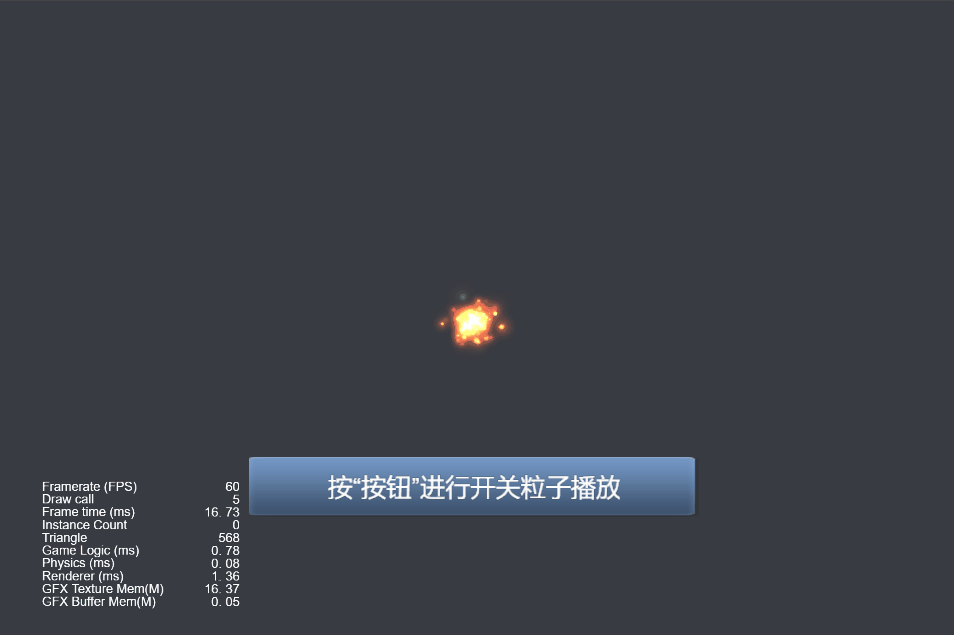 按“按钮”进行开关粒子播放
Framerate (FPS) 60
Draw call 5
Frame time (ms) 16. 73
Instance Count 0
Triangle 568
Game Logic (ms) 0. 78
Physics (ms) 0. 08
Renderer (ms) 1. 36
GFX Texture Mem(M) 16. 37
GFX Buffer Mem(M) 0. 05